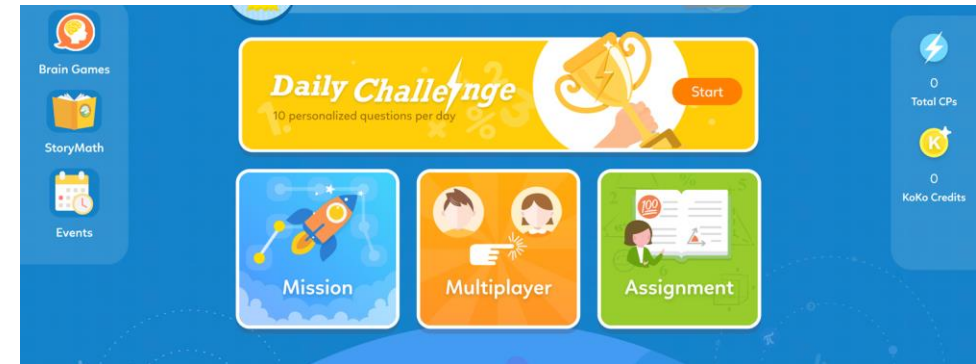 Brain Games
StoryMath
Events
Daily Challenge
10 personalized questions per day
Start
Mission
Multiplayer
100
Assignment
0
Total CPs
K
0
KoKo Credits